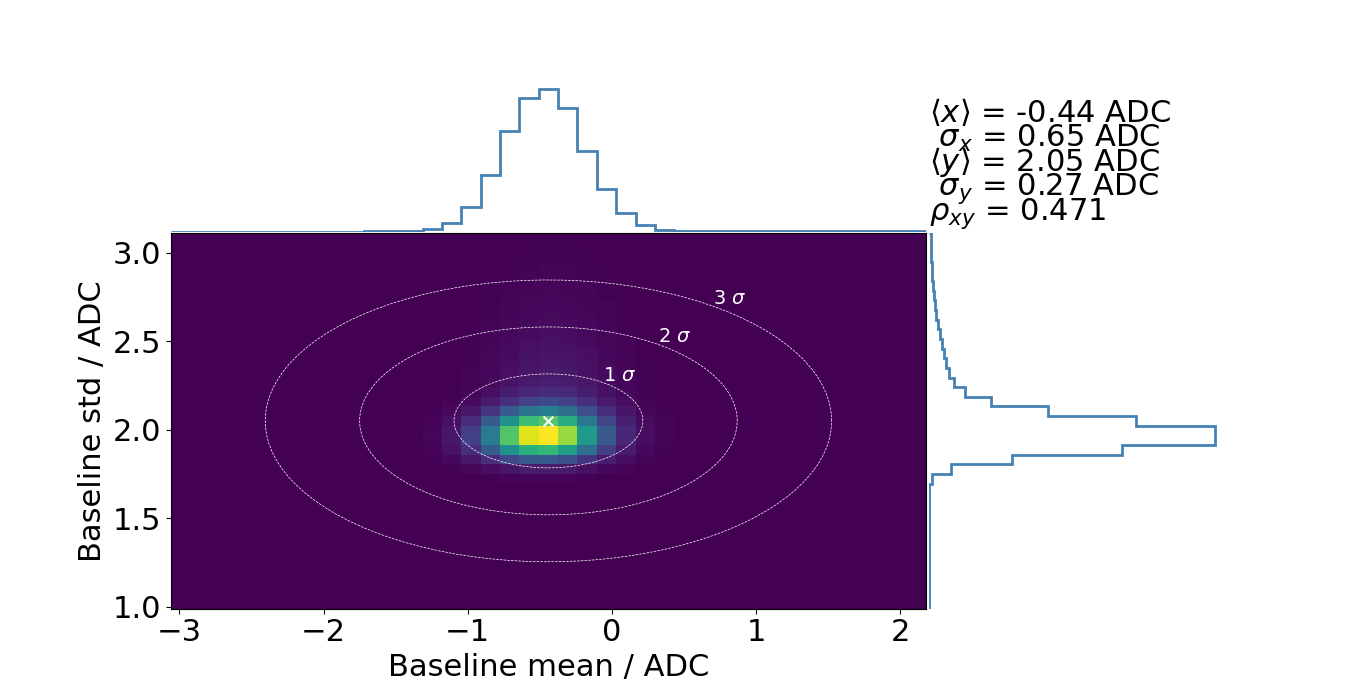 ⟨x⟩ = -0.44 ADC
σx = 0.65 ADC
⟨y⟩ = 2.05 ADC
σy = 0.27 ADC
ρxy = 0.471
3.0
2.5
2.0
1.5
1.0
Baseline std / ADC
3 σ
2 σ
1 σ
−3
−2
−1
0
1
2
Baseline mean / ADC